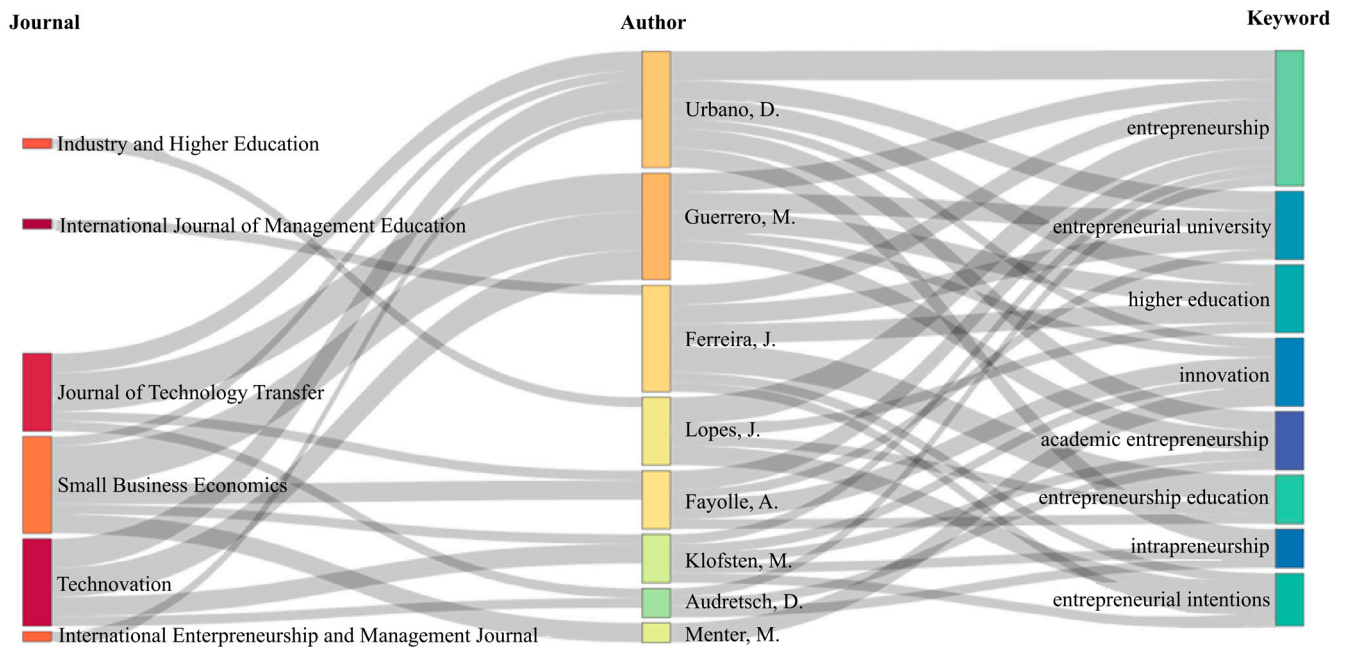 Journal
Author
Keyword
Industry and Higher Education
International Journal of Management Education
Journal of Technology Transfer
Small Business Economics
Technovation
International Enterpreneurship and Management Journal
Urbano, D.
Guerrero, M.
Ferreira, J.
Lopes, J.
Fayolle, A.
Klofsten, M.
Audretsch, D.
Menter, M.
entrepreneurship
entrepreneurial university
higher education
innovation
academic entrepreneurship
entrepreneurship education
intrapreneurship
entrepreneurial intentions